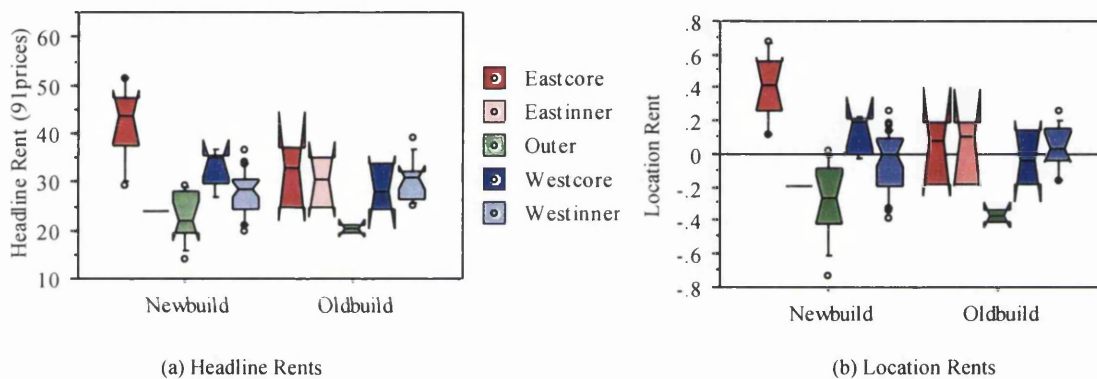 Headline Rent (91prices)
60
50
40
30
20
10
Newbuild
Oldbuild
Eastcore
Eastinner
Outer
Westcore
Westinner
(a) Headline Rents
Location Rent
.8
.6
.4
.2
0
-.2
-.4
-.6
-.8
Newbuild
Oldbuild
(b) Location Rents